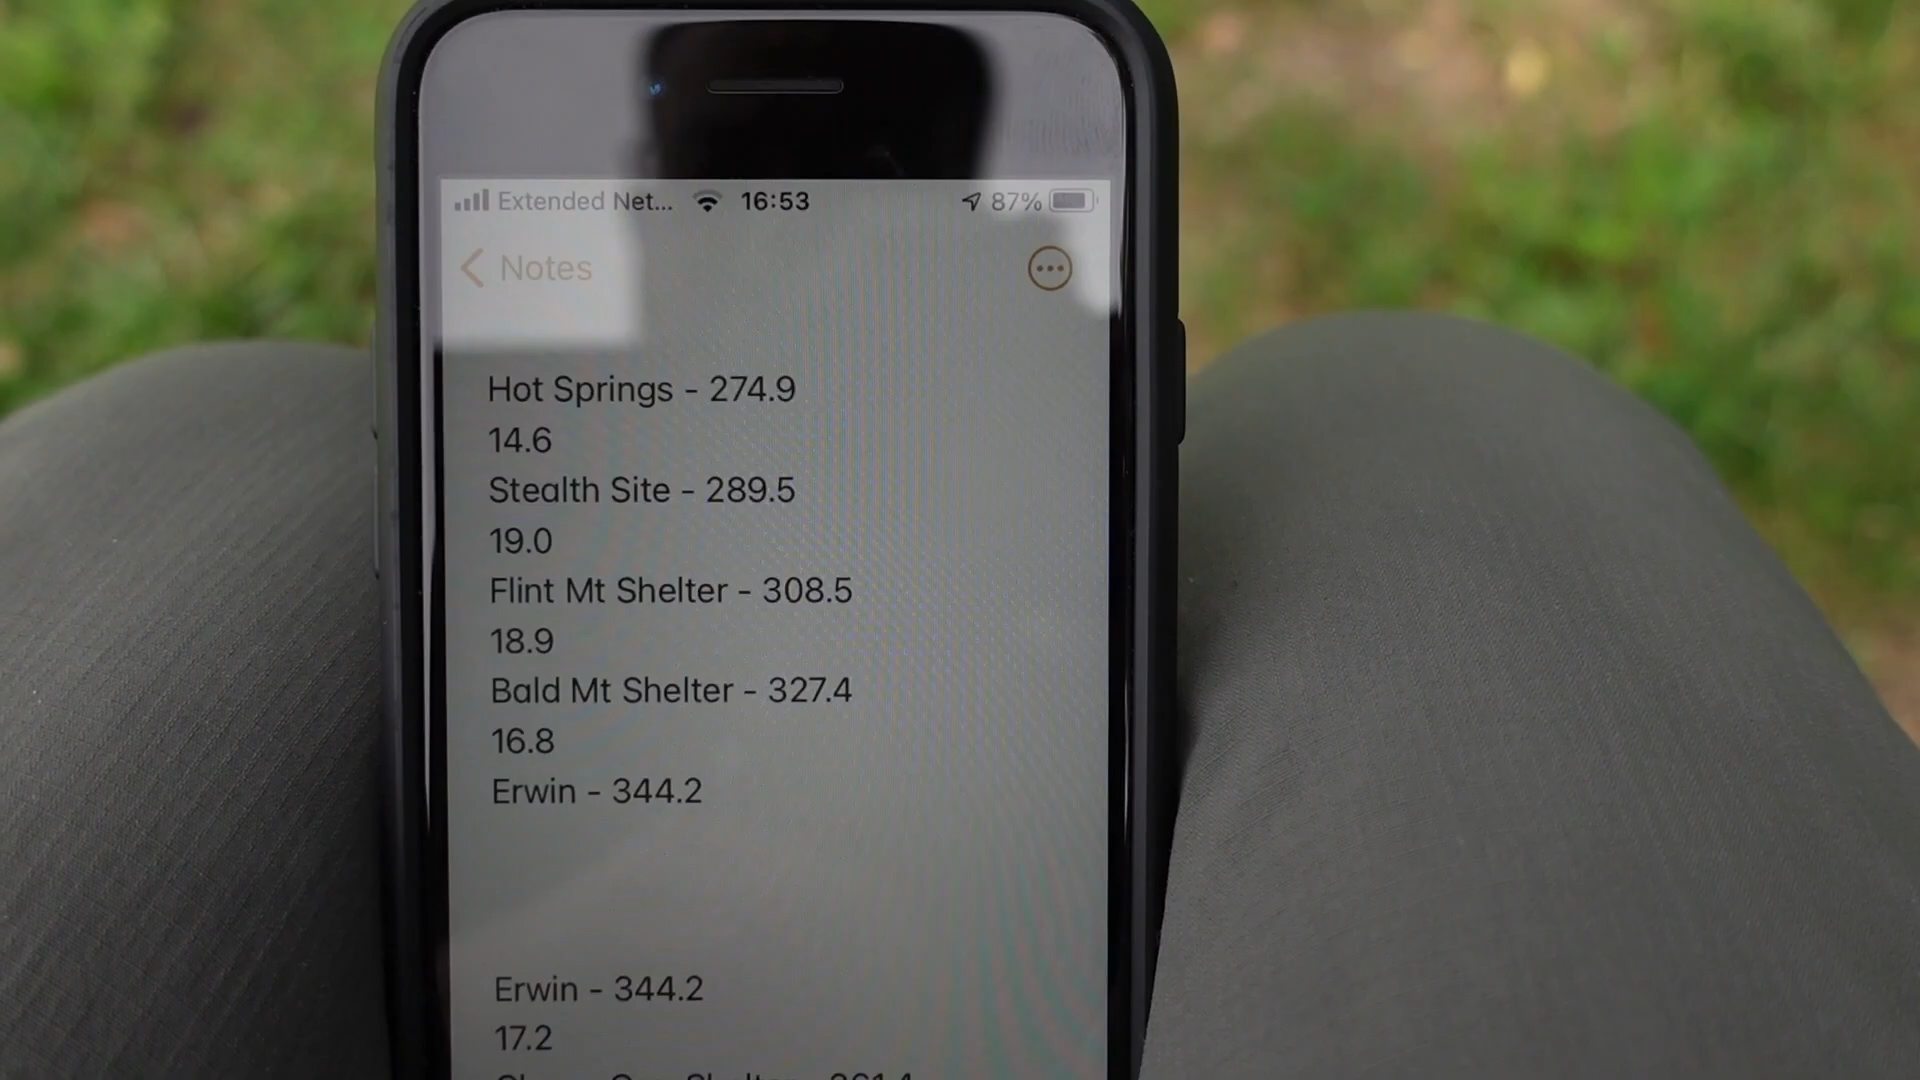 Extended Net... 16:53 87%
Notes
Hot Springs - 274.9
14.6
Stealth Site - 289.5
19.0
Flint Mt Shelter - 308.5
18.9
Bald Mt Shelter - 327.4
16.8
Erwin - 344.2
Erwin - 344.2
17.2